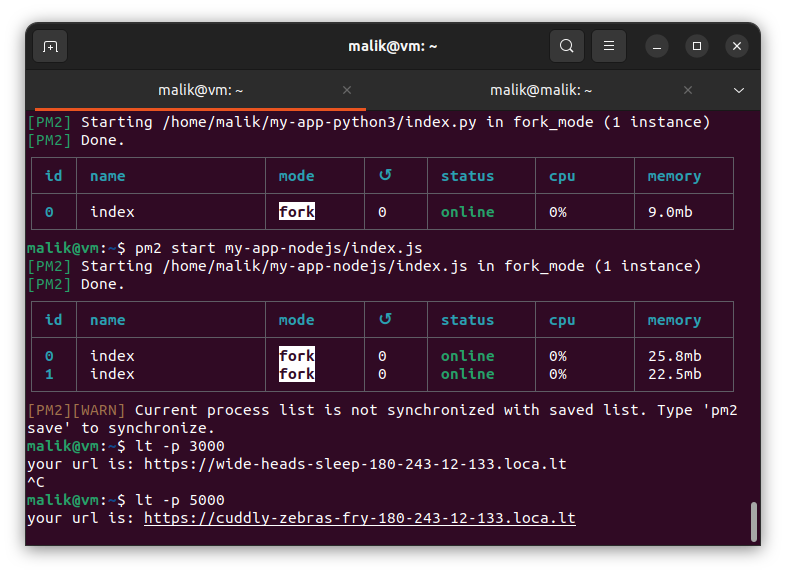 malik@vm: ~
malik@vm: ~ malik@malik: ~
[PM2] Starting /home/malik/my-app-python3/index.py in fork_mode (1 instance)
[PM2] Done.
id name mode ↺ status cpu memory
0 index fork 0 online 0% 9.0mb
malik@vm:~$ pm2 start my-app-nodejs/index.js
[PM2] Starting /home/malik/my-app-nodejs/index.js in fork_mode (1 instance)
[PM2] Done.
id name mode ↺ status cpu memory
0 index fork 0 online 0% 25.8mb
1 index fork 0 online 0% 22.5mb
[PM2][WARN] Current process list is not synchronized with saved list. Type 'pm2
save' to synchronize.
malik@vm:~$ lt -p 3000
your url is: https://wide-heads-sleep-180-243-12-133.loca.lt
^C
malik@vm:~$ lt -p 5000
your url is: https://cuddly-zebras-fry-180-243-12-133.loca.lt